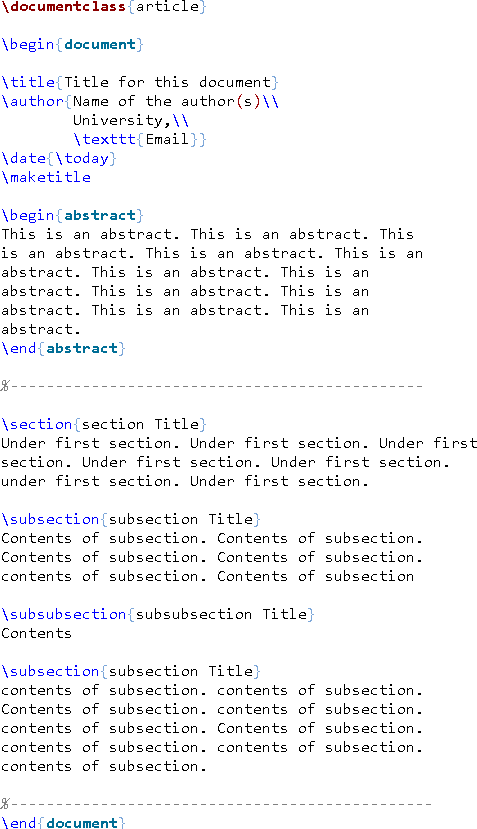 \documentclass{article}
\begin{document}
\title{Title for this document}
\author{Name of the author(s)\\
University,\\
\texttt{Email}}
\date{\today}
\maketitle
\begin{abstract}
This is an abstract. This is an abstract. This
is an abstract. This is an abstract. This is an
abstract. This is an abstract. This is an
abstract. This is an abstract. This is an
abstract. This is an abstract. This is an
abstract.
\end{abstract}
%----------------------------------------------
\section{section Title}
Under first section. Under first section. Under first
section. Under first section. Under first section.
under first section. Under first section.
\subsection{subsection Title}
Contents of subsection. Contents of subsection.
Contents of subsection. Contents of subsection.
contents of subsection. Contents of subsection
\subsubsection{subsubsection Title}
Contents
\subsection{subsection Title}
contents of subsection. contents of subsection.
Contents of subsection. contents of subsection.
contents of subsection. Contents of subsection.
contents of subsection. contents of subsection.
contents of subsection.
%-----------------------------------------------
\end{document}